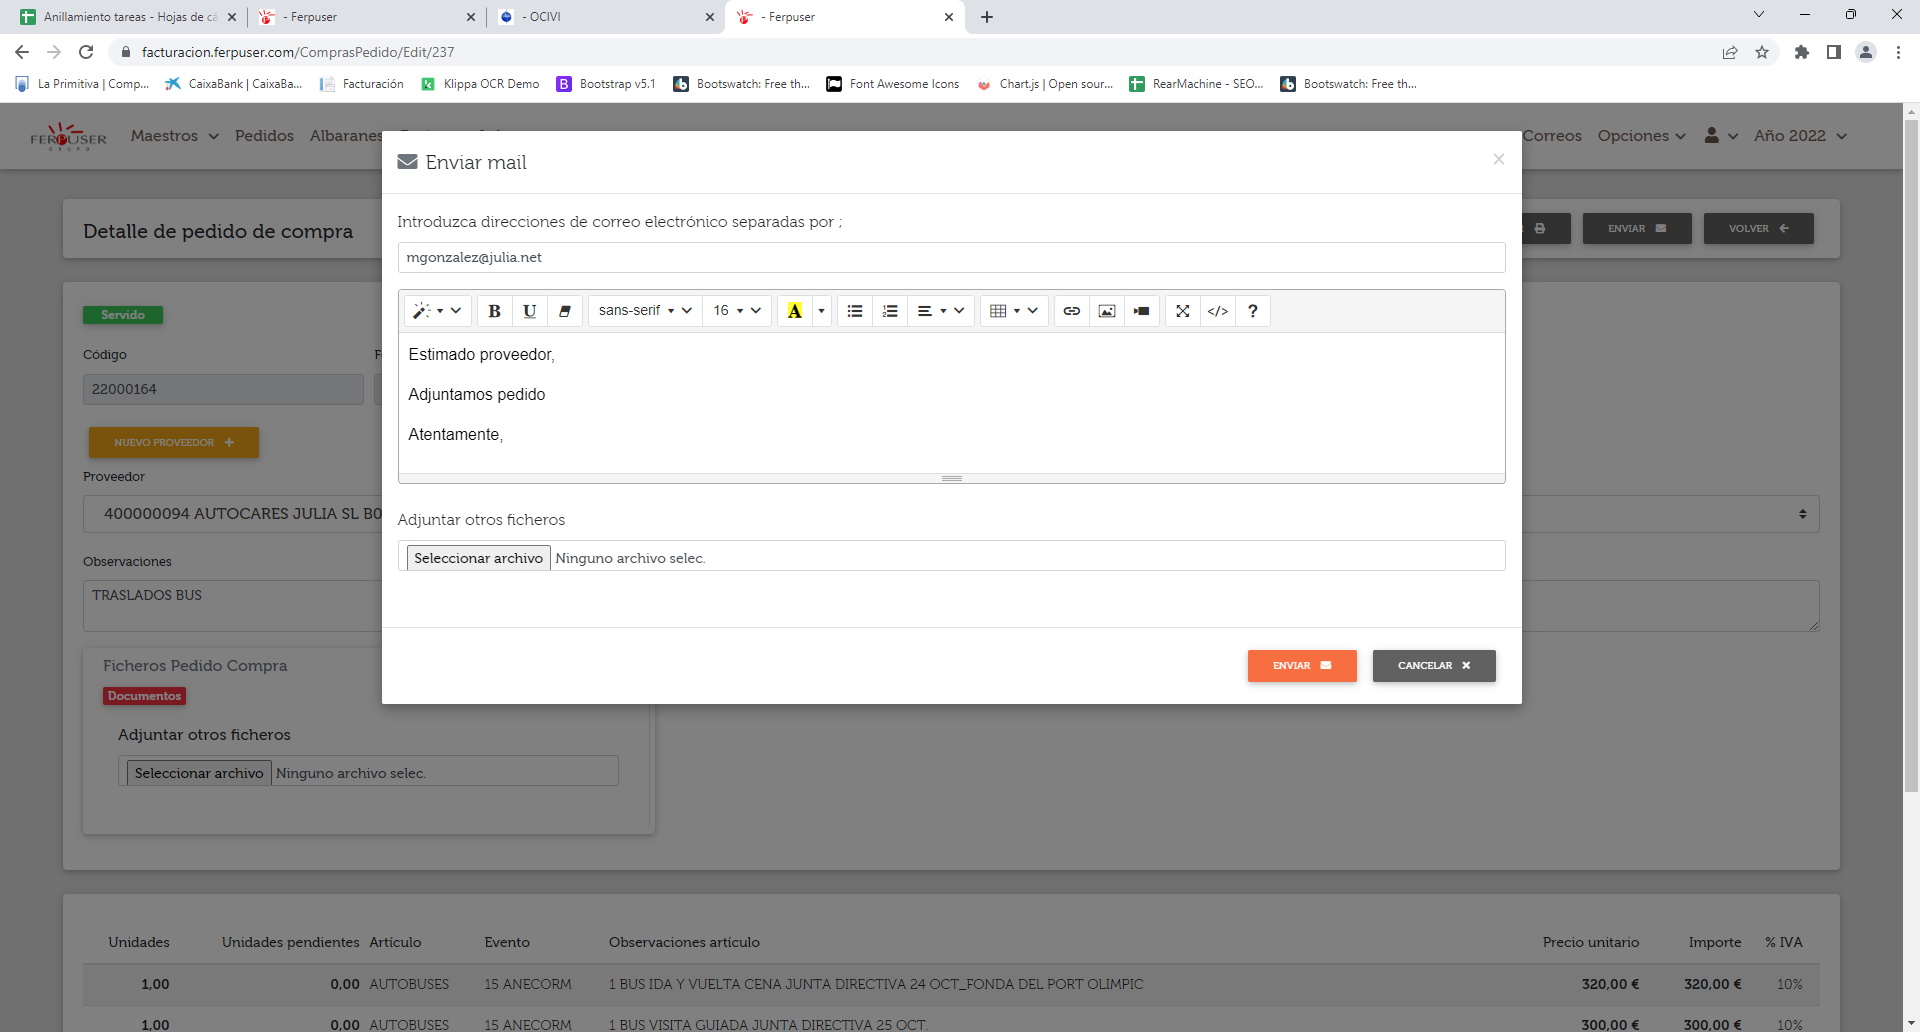 Anillamiento tareas - Hojas de cá
- Ferpuser
- OCIVI
- Ferpuser
facturacion.ferpuser.com/ComprasPedido/Edit/237
La Primitiva | Comp...
CaixaBank | CaixaBa...
Facturación
Klippa OCR Demo
Bootstrap v5.1
Bootswatch: Free th...
Font Awesome Icons
Chart.js | Open sour...
RearMachine - SEO...
Bootswatch: Free th...
FERPUSER
GRUPO
Maestros
Pedidos
Albaranes
Correos
Opciones
Año 2022
Enviar mail
Introduzca direcciones de correo electrónico separadas por ;
Detalle de pedido de compra
ENVIAR
VOLVER
mgonzalez@julia.net
B U sans-serif 16 A </> ?
Servido
Estimado proveedor,
Código
22000164
Adjuntamos pedido
Atentamente,
NUEVO PROVEEDOR
Proveedor
400000094 AUTOCARES JULIA SL B0
Adjuntar otros ficheros
Seleccionar archivo Ninguno archivo selec.
Observaciones
TRASLADOS BUS
ENVIAR
CANCELAR
Ficheros Pedido Compra
Documentos
Adjuntar otros ficheros
Seleccionar archivo Ninguno archivo selec.
Unidades Unidades pendientes Artículo Evento Observaciones artículo Precio unitario Importe % IVA
1,00 0,00 AUTOBUSES 15 ANECORM 1 BUS IDA Y VUELTA CENA JUNTA DIRECTIVA 24 OCT_FONDA DEL PORT OLIMPIC 320,00 € 320,00 € 10%
1,00 0,00 AUTOBUSES 15 ANECORM 1 BUS VISITA GUIADA JUNTA DIRECTIVA 25 OCT. 300,00 € 300,00 € 10%